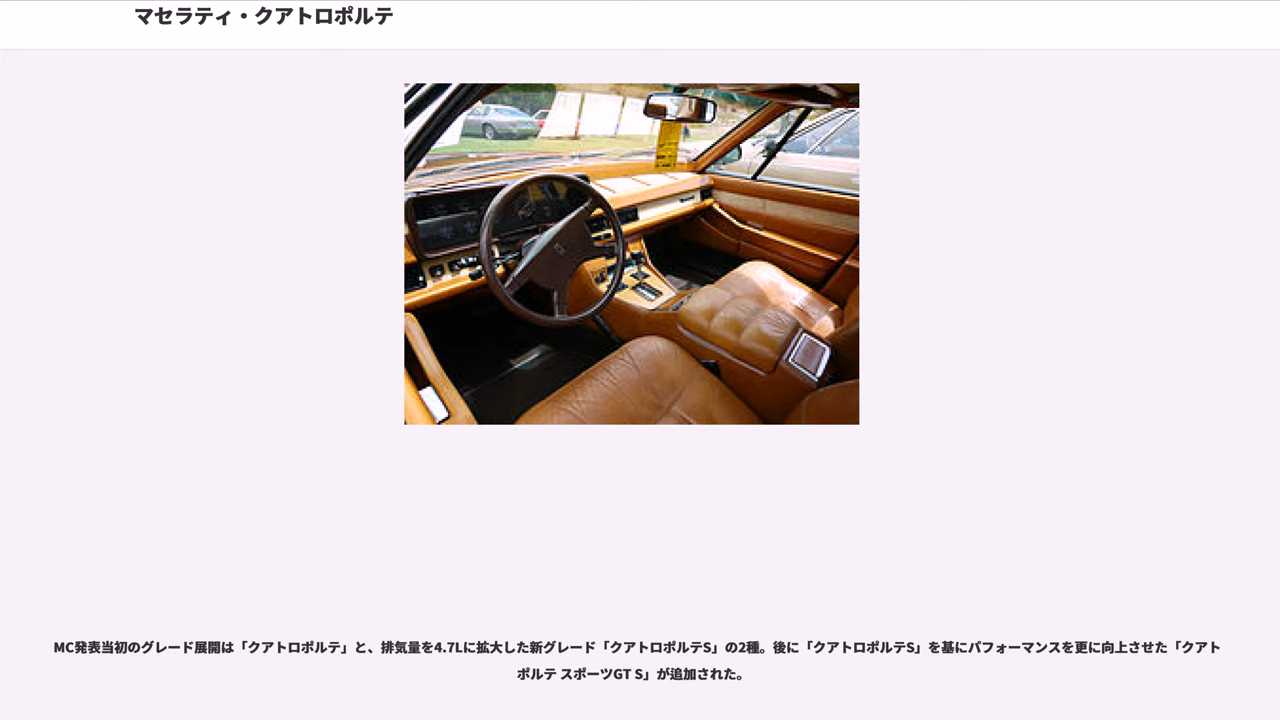 マセラティ・クアトロポルテ
MC発表当初のグレード展開は「クアトロポルテ」と、排気量を4.7Lに拡大した新グレード「クアトロポルテS」の2種。後に「クアトロポルテS」を基にパフォーマンスを更に向上させた「クアト
ポルテ スポーツGT S」が追加された。